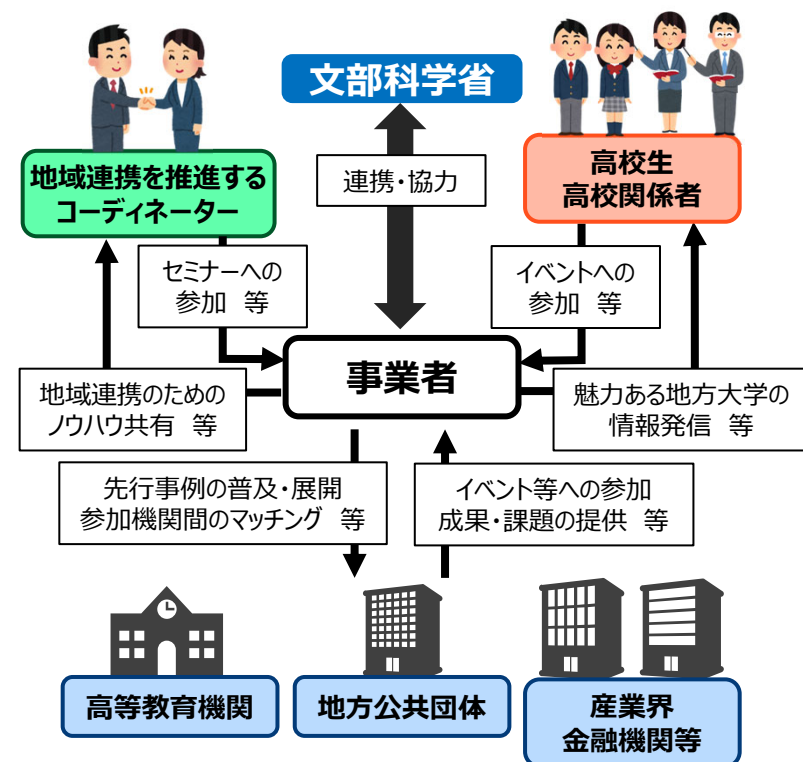 文部科学省
地域連携を推進する
コーディネーター
連携・協力
高校生
高校関係者
セミナーへの
参加　等
イベントへの
参加　等
事業者
地域連携のための
ノウハウ共有　等
魅力ある地方大学の
情報発信　等
先行事例の普及・展開
参加機関間のマッチング　等
イベント等への参加
成果・課題の提供　等
高等教育機関
地方公共団体
産業界
金融機関等